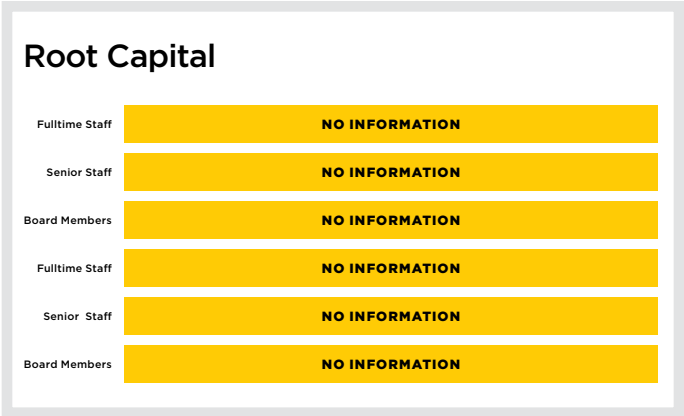 Root Capital
Fulltime Staff NO INFORMATION
Senior Staff NO INFORMATION
Board Members NO INFORMATION
Fulltime Staff NO INFORMATION
Senior  Staff NO INFORMATION
Board Members NO INFORMATION